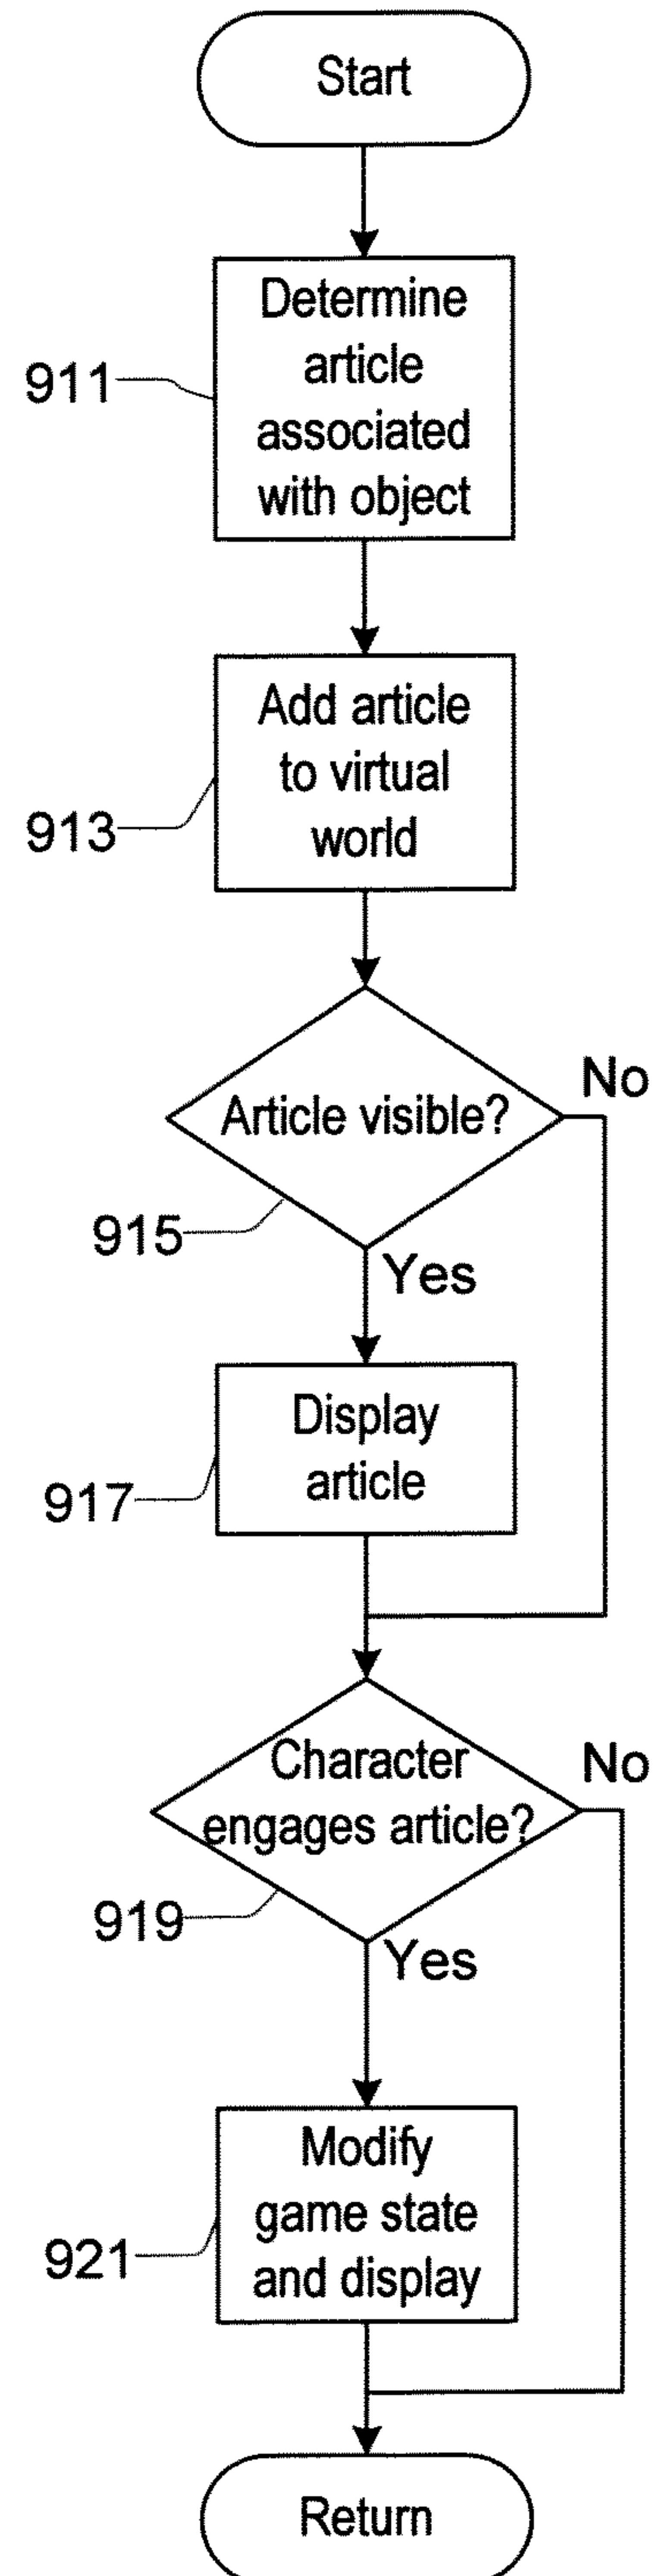 Start
Determine
article
associated
with object
911
Add article
to virtual
world
913
Article visible?
No
915
Yes
Display
article
917
Character
engages article?
No
919
Yes
Modify
game state
and display
921
Return